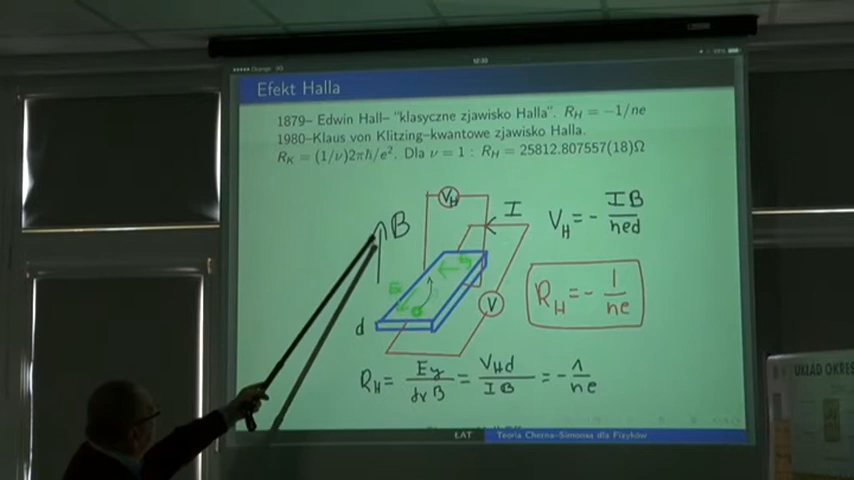 Efekt Halla
1879– Edwin Hall– "klasyczne zjawisko Halla". R_H = −1/ne
1980–Klaus von Klitzing–kwantowe zjawisko Halla.
R_K = (1/ν)2πℏ/e². Dla ν = 1 : R_H = 25812.807557(18)Ω
V_H
I
B
V_H = - IB/ned
R_H = - 1/ne
V
d
R_H = E_y/j_x B = V_H d/IB = - 1/ne
ŁAT
Teoria Cherna–Simonsa dla Fizyków
UKŁAD OKRES